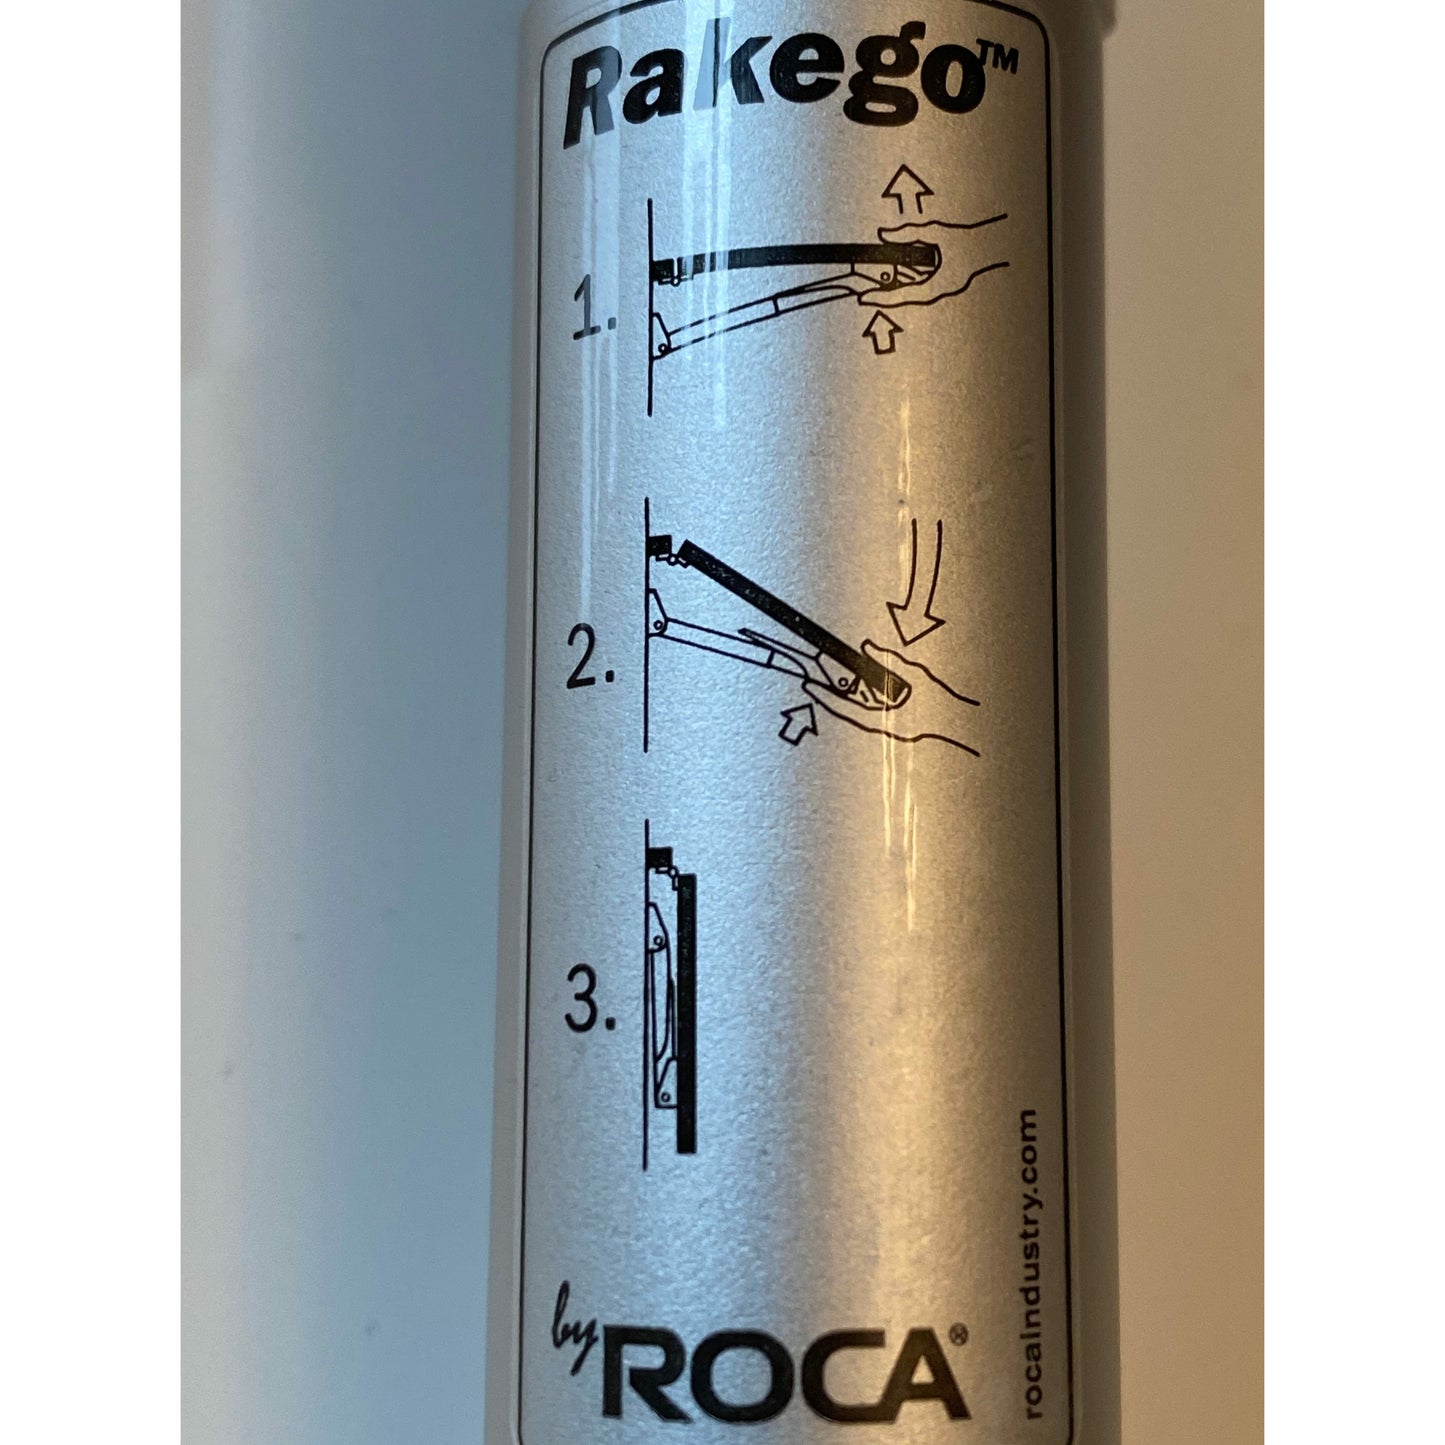 Rakego™
1.
2.
3.
by ROCA®
rocaindustry.com